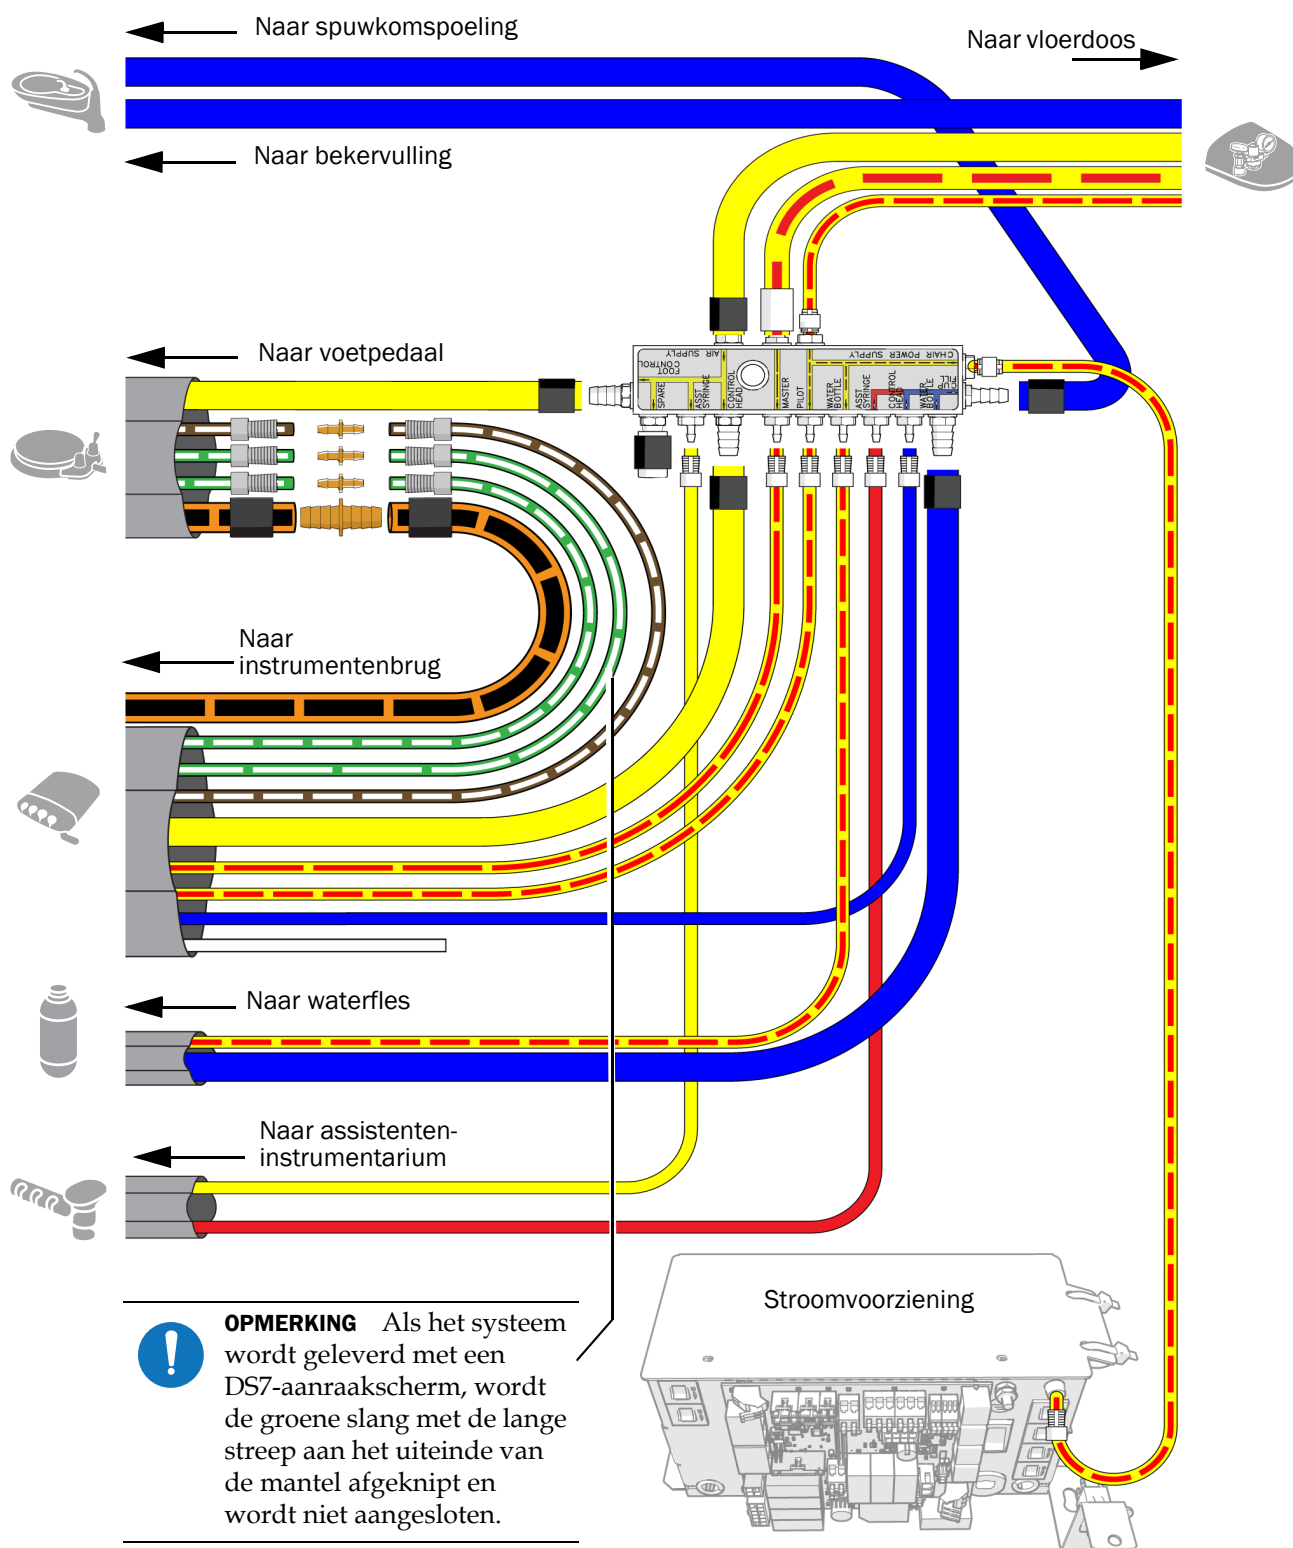 Naar spuwkomspoeling
Naar vloerdoos
Naar bekervulling
Naar voetpedaal
AIR SUPPLY
FOOT
CONTROL
CHAIR POWER SUPPLY
CUP
FILL
SPARE
ASST
SYRINGE
CONTROL
HEAD
MASTER
PILOT
WATER
BOTTLE
ASST
SYRINGE
CONTROL
HEAD
WATER
BOTTLE
Naar
instrumentenbrug
Naar waterfles
Naar assistenten-
instrumentarium
Stroomvoorziening
OPMERKING Als het systeem
wordt geleverd met een
DS7-aanraakscherm, wordt
de groene slang met de lange
streep aan het uiteinde van
de mantel afgeknipt en
wordt niet aangesloten.